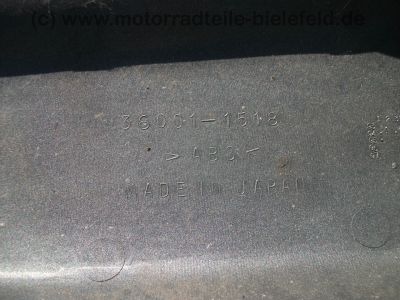 (c) www.motorradteile-bielefeld.de
36001-1518
>ABS<
MADE IN JAPAN